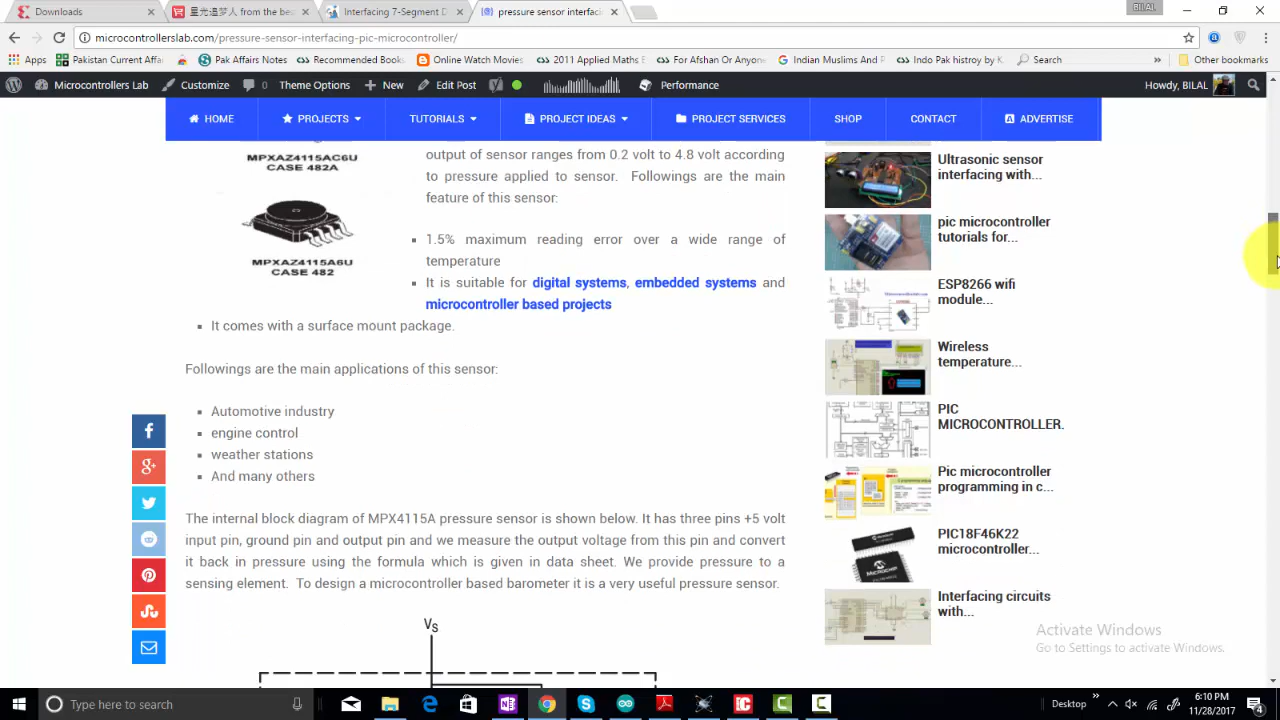 BILAL
Downloads
里光温梦人 from the bes
Interfacing 7-Segment D
pressure sensor interfaci
microcontrollerslab.com/pressure-sensor-interfacing-pic-microcontroller/
Apps
Pakistan Current Affai
Pak Affairs Notes
Recommended Books
Online Watch Movies
2011 Applied Maths E
For Afshan Or Anyon
Indian Muslims And P
Indo Pak histroy by K
Search
»
Other bookmarks
Microcontrollers Lab
Customize
Theme Options
New
Edit Post
Performance
Howdy, BILAL
HOME
PROJECTS
TUTORIALS
PROJECT IDEAS
PROJECT SERVICES
SHOP
CONTACT
ADVERTISE
MPXAZ4115AC6U
CASE 482A
MPXAZ4115A6U
CASE 482
output of sensor ranges from 0.2 volt to 4.8 volt according
to pressure applied to sensor. Followings are the main
feature of this sensor:
1.5% maximum reading error over a wide range of
temperature
It is suitable for digital systems, embedded systems and
microcontroller based projects
It comes with a surface mount package.
Followings are the main applications of this sensor:
Automotive industry
engine control
weather stations
And many others
The internal block diagram of MPX4115A pressure sensor is shown below. it has three pins +5 volt
input pin, ground pin and output pin and we measure the output voltage from this pin and convert
it back in pressure using the formula which is given in data sheet. We provide pressure to a
sensing element. To design a microcontroller based barometer it is a very useful pressure sensor.
VS
Ultrasonic sensor
interfacing with...
pic microcontroller
tutorials for...
ESP8266 wifi
module...
Wireless
temperature...
PIC
MICROCONTROLLER.
Pic microcontroller
programming in c...
PIC18F46K22
microcontroller...
Interfacing circuits
with...
Activate Windows
Go to Settings to activate Windows.
Type here to search
Desktop
»
6:10 PM
11/28/2017